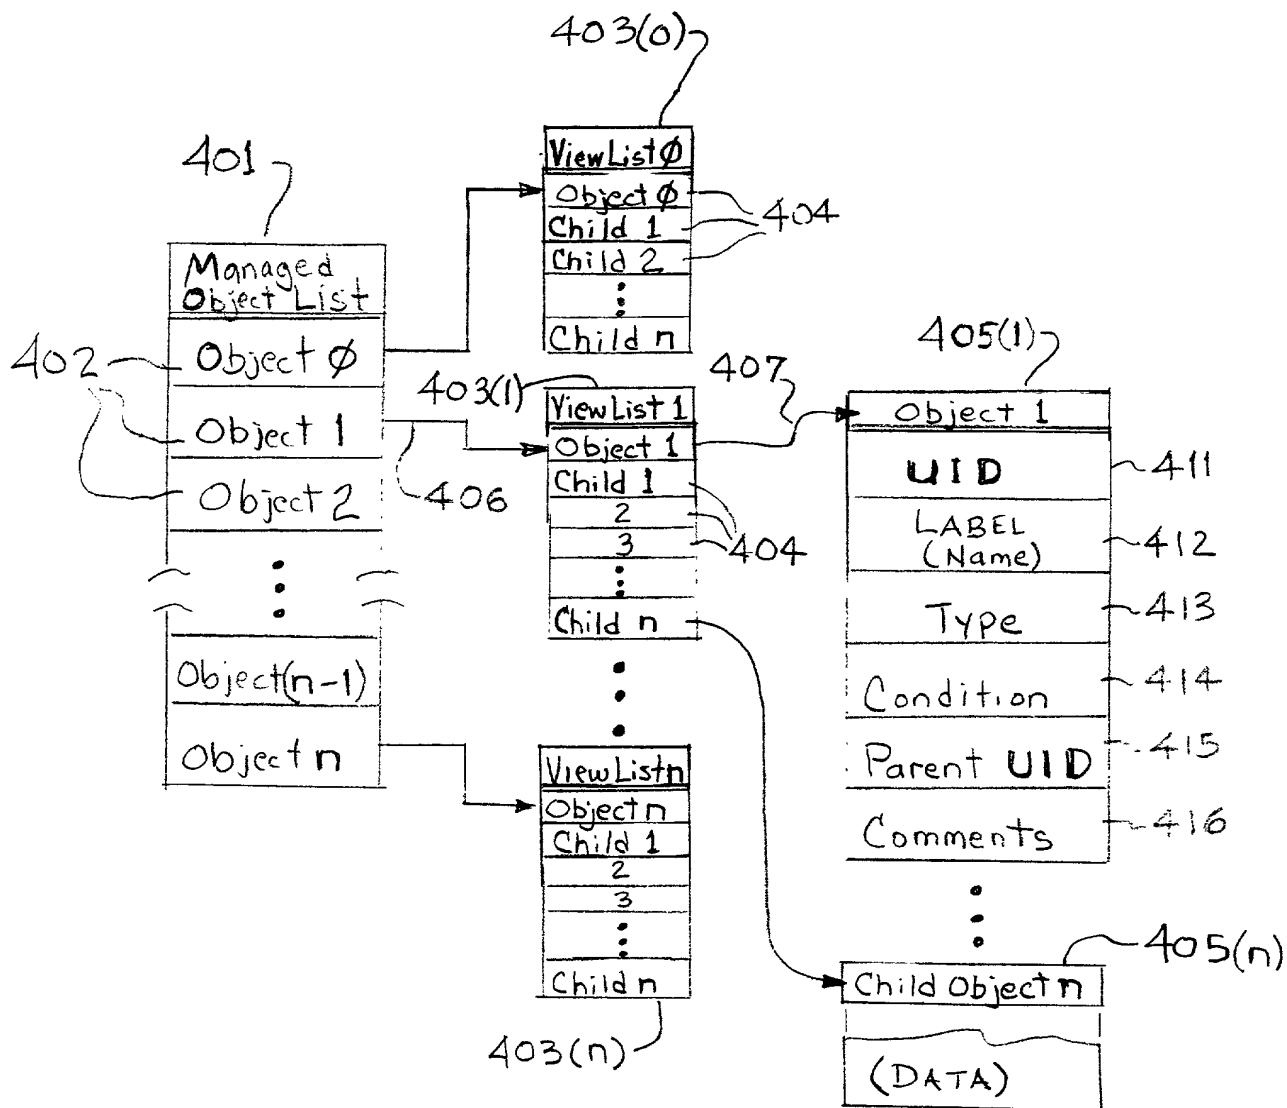 403(0)
ViewList Ø
Object Ø
Child 1
Child 2
Child n
404
401
Managed
Object List
Object Ø
Object 1
Object 2
Object(n-1)
Object n
402
406
403(1)
ViewList 1
Object 1
Child 1
2
3
Child n
404
407
ViewList n
Object n
Child 1
2
3
Child n
403(n)
405(1)
Object 1
UID
LABEL
(Name)
Type
Condition
Parent UID
Comments
411
412
413
414
415
416
405(n)
Child Object n
(DATA)